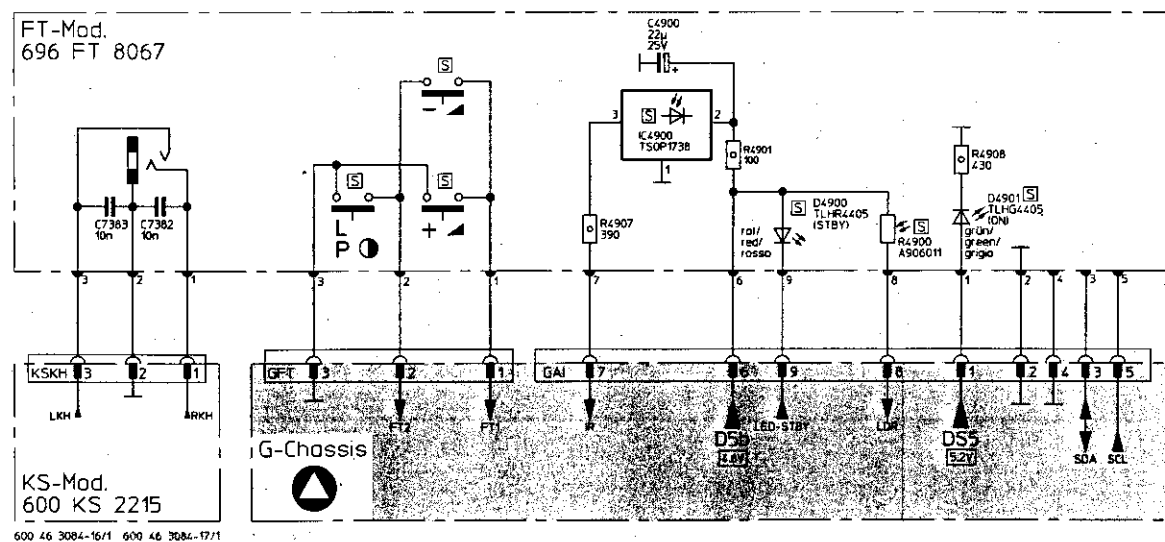 FT-Mod.
696 FT 8067
C7383
10n
C7382
10n
3
2
1
S
-
S
L
P
S
+
3
2
1
C4900
22µ
25V
+
3
S
2
IC4900
TSOP1738
1
R4901
100
R4907
390
S
D4900
TLHR4405
(STBY)
rot/
red/
rosso
S
R4900
A906011
R4908
430
D4901
S
TLHG4405
(ON)
grün/
green/
grigio
7
6
9
8
1
2
4
3
5
KSKH
3
2
1
GFT
3
2
1
GAI
7
6
9
8
1
2
4
3
5
LKH
RKH
FT2
FT1
IR
D5b
4.8V
LED-STBY
LDR
DS5
5.2V
SDA
SCL
G-Chassis
KS-Mod.
600 KS 2215
600 46 3084-16/1 600 46 3084-17/1